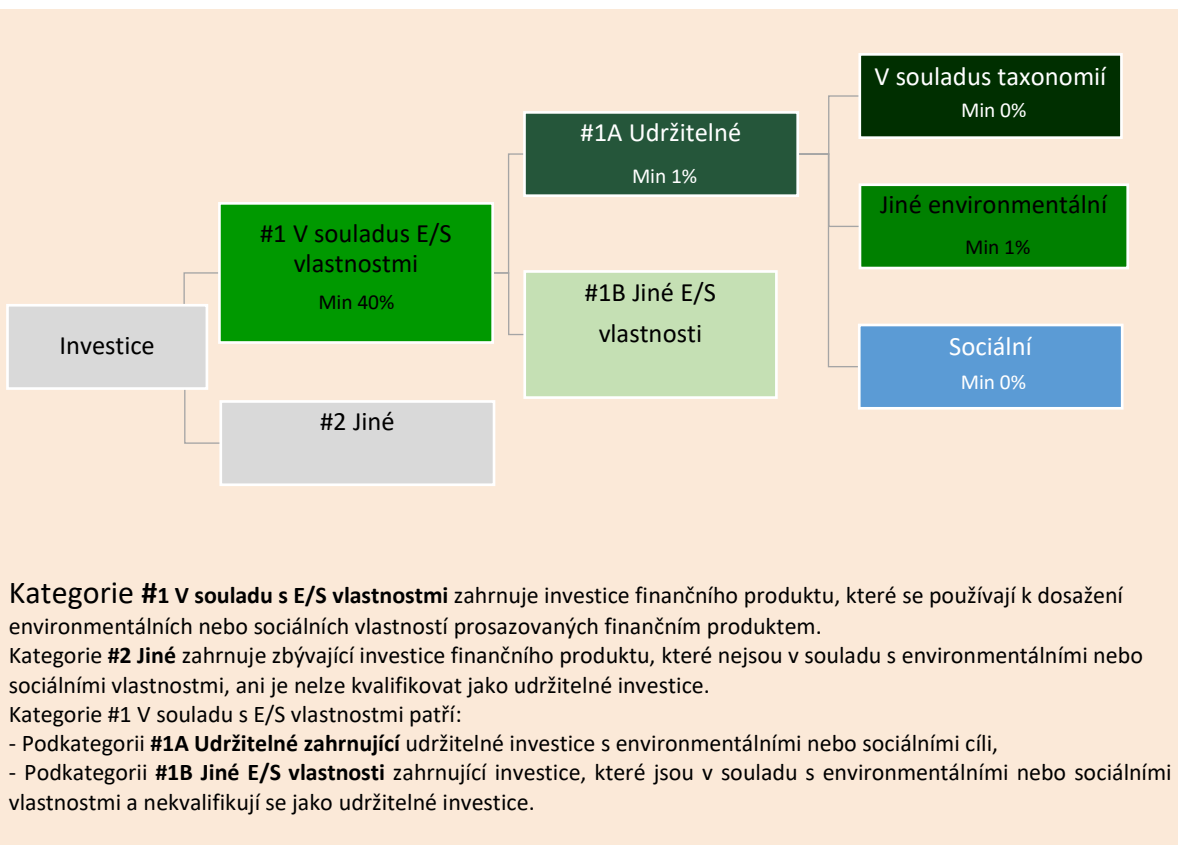 V souladus taxonomií
Min 0%
#1A Udržitelné
Min 1%
Jiné environmentální
Min 1%
#1 V souladus E/S
vlastnostmi
Min 40%
#1B Jiné E/S
vlastnosti
Investice
Sociální
Min 0%
#2 Jiné
Kategorie #1 V souladu s E/S vlastnostmi zahrnuje investice finančního produktu, které se používají k dosažení
environmentálních nebo sociálních vlastností prosazovaných finančním produktem.
Kategorie #2 Jiné zahrnuje zbývající investice finančního produktu, které nejsou v souladu s environmentálními nebo
sociálními vlastnostmi, ani je nelze kvalifikovat jako udržitelné investice.
Kategorie #1 V souladu s E/S vlastnostmi patří:
- Podkategorii #1A Udržitelné zahrnující udržitelné investice s environmentálními nebo sociálními cíli,
- Podkategorii #1B Jiné E/S vlastnosti zahrnující investice, které jsou v souladu s environmentálními nebo sociálními
vlastnostmi a nekvalifikují se jako udržitelné investice.